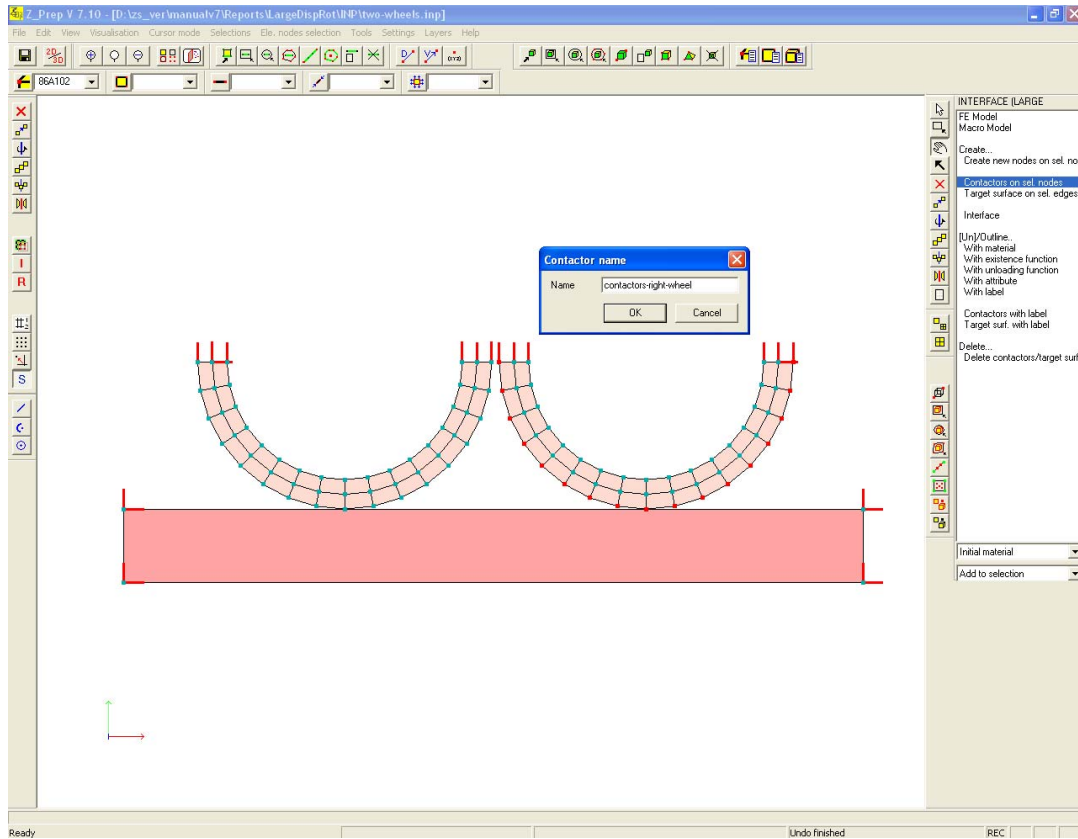 Z_Prep V 7.10 - [D:\zs_ver\manualv7\Reports\LargeDispRot\INP\two-wheels.inp]
File Edit View Visualisation Cursor mode Selections Ele. nodes selection Tools Settings Layers Help
2D/3D
86A102
INTERFACE (LARGE
FE Model
Macro Model
Create...
Create new nodes on sel. no
Contactors on sel. nodes
Target surface on sel. edges
Interface
[Un]/Outline..
With material
With existence function
With unloading function
With attribute
With label
Contactors with label
Target surf. with label
Delete...
Delete contactors/target surf
Contactor name
Name contactors-right-wheel
OK Cancel
I
R
S
Initial material
Add to selection
Ready Undo finished REC